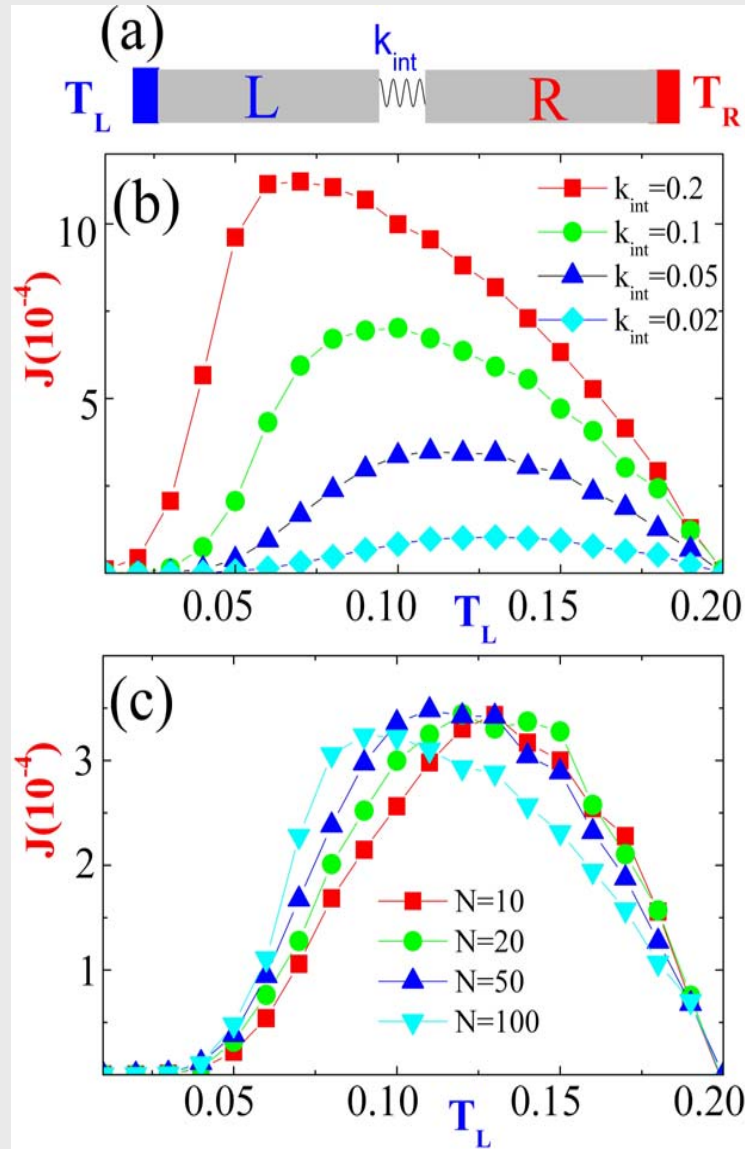 (a)
k_int
T_L L R T_R
(b)
k_int=0.2
k_int=0.1
k_int=0.05
k_int=0.02
10
5
J(10^-4)
0.05 0.10 0.15 0.20
T_L
(c)
3
2
1
J(10^-4)
N=10
N=20
N=50
N=100
0.05 0.10 0.15 0.20
T_L